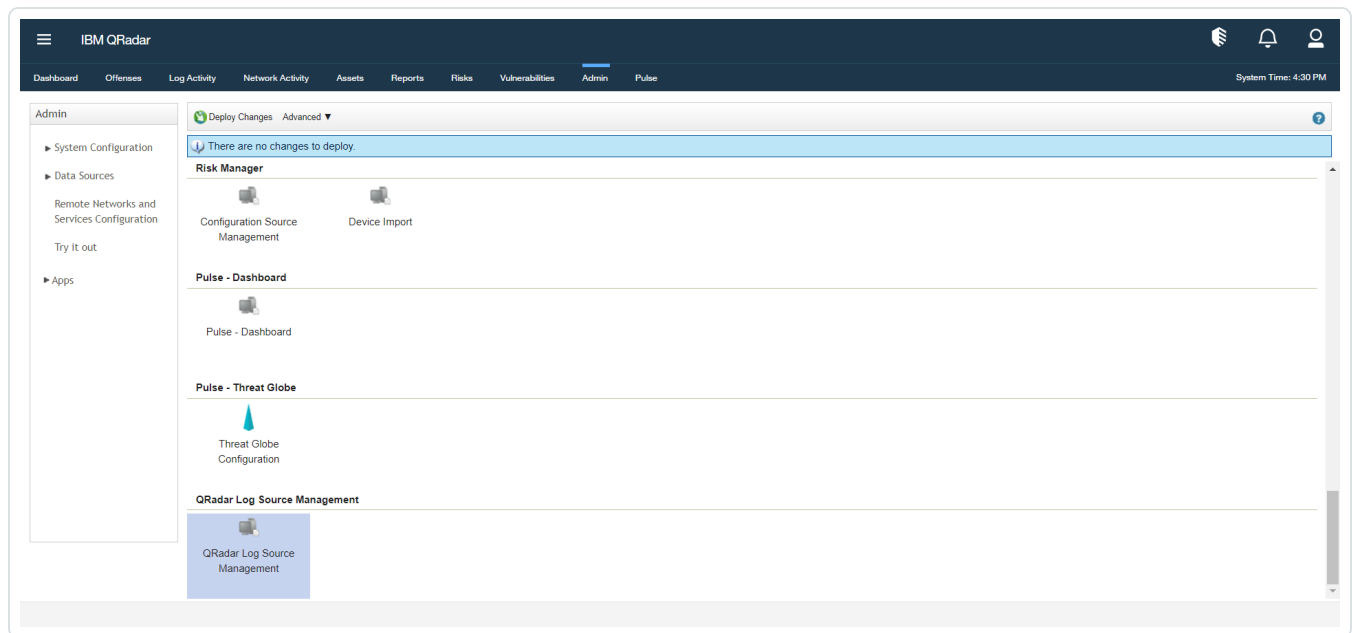 IBM QRadar
Dashboard Offenses Log Activity Network Activity Assets Reports Risks Vulnerabilities Admin Pulse System Time: 4:30 PM
Admin
System Configuration
Data Sources
Remote Networks and
Services Configuration
Try it out
Apps
Deploy Changes Advanced ▼
There are no changes to deploy.
Risk Manager
Configuration Source
Management
Device Import
Pulse - Dashboard
Pulse - Dashboard
Pulse - Threat Globe
Threat Globe
Configuration
QRadar Log Source Management
QRadar Log Source
Management